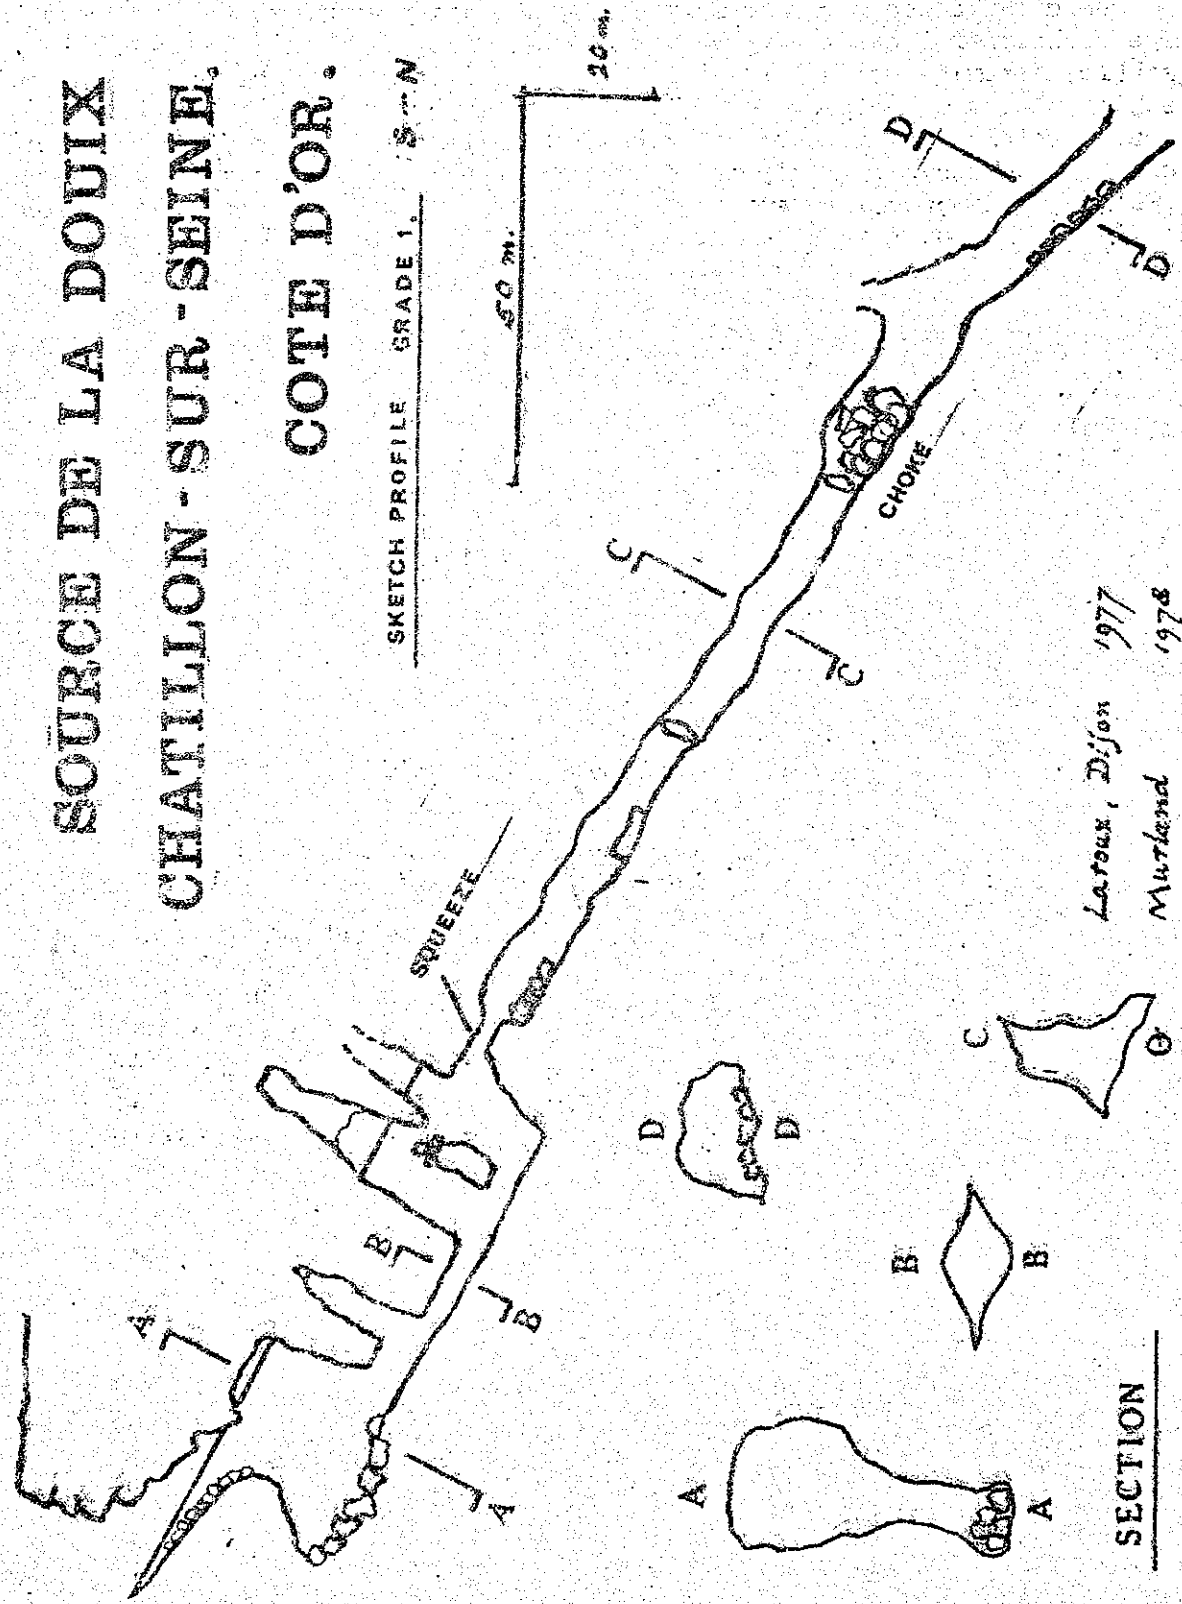 SOURCE DE LA DOUIX
CHATILLON-SUR-SEINE.
COTE D'OR.
SKETCH PROFILE GRADE 1. S–N
50 m.
20 m.
A
A
B
B
SQUEEZE
C
C
CHOKE
D
D
A
A
B
B
C
D
D
SECTION
Laroux, Dijon 1977
Murland 1978